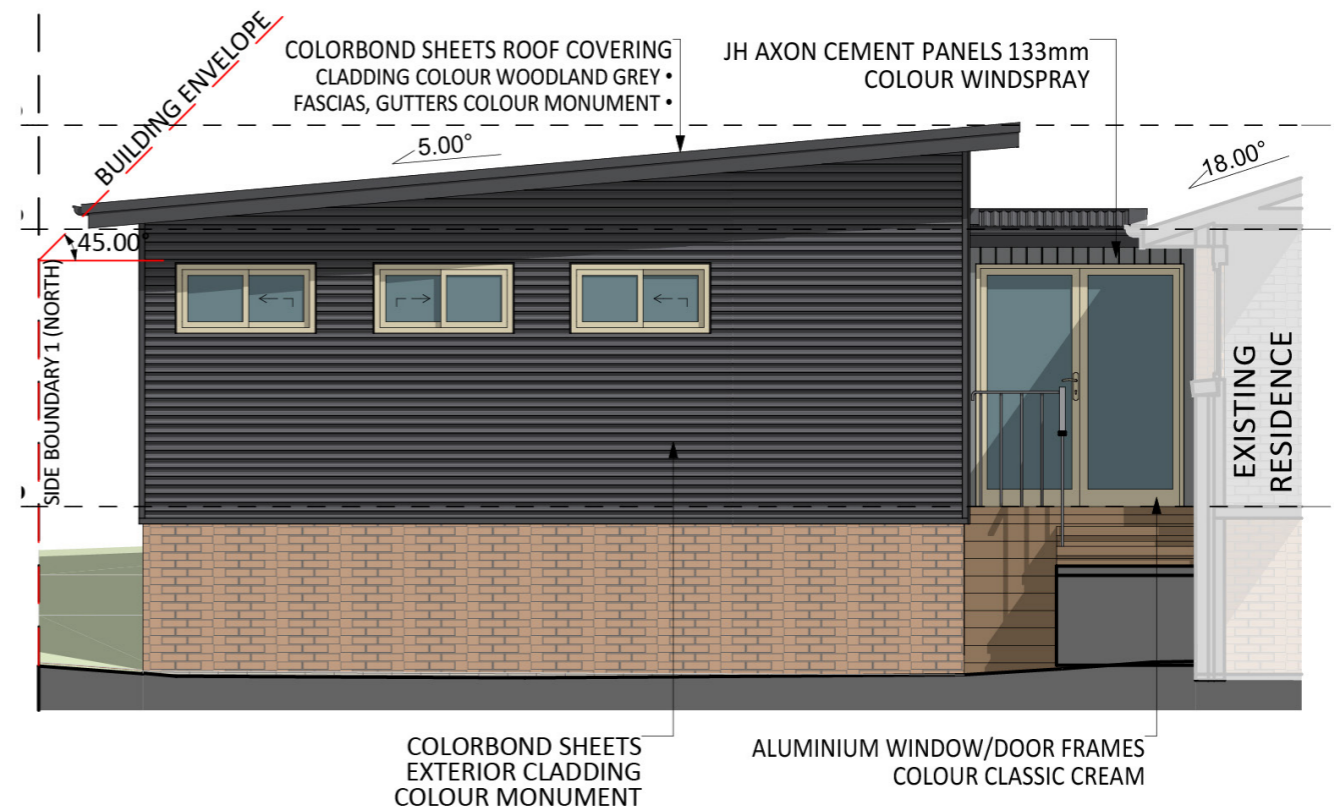 BUILDING ENVELOPE
COLORBOND SHEETS ROOF COVERING
CLADDING COLOUR WOODLAND GREY •
FASCIAS, GUTTERS COLOUR MONUMENT •
JH AXON CEMENT PANELS 133mm
COLOUR WINDSPRAY
5.00°
18.00°
45.00°
SIDE BOUNDARY 1 (NORTH)
EXISTING
RESIDENCE
COLORBOND SHEETS
EXTERIOR CLADDING
COLOUR MONUMENT
ALUMINIUM WINDOW/DOOR FRAMES
COLOUR CLASSIC CREAM